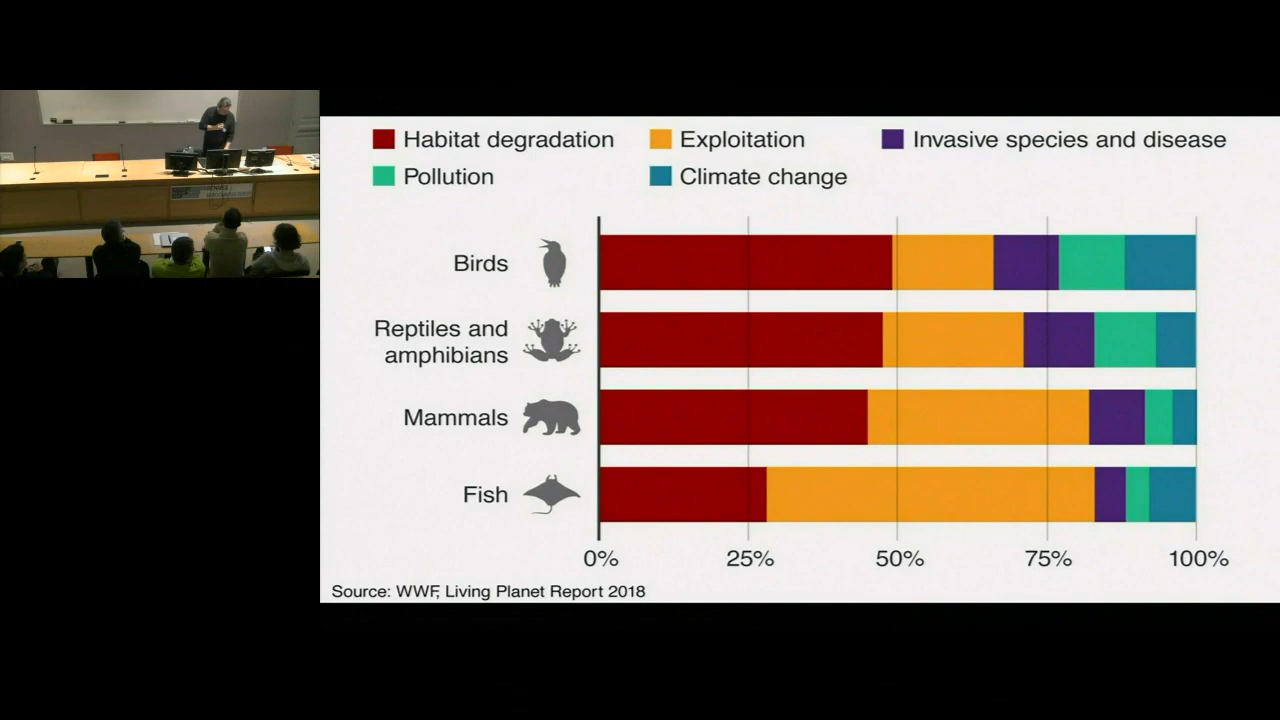 Habitat degradation
Exploitation
Invasive species and disease
Pollution
Climate change
Birds
Reptiles and
amphibians
Mammals
Fish
0%
25%
50%
75%
100%
Source: WWF, Living Planet Report 2018